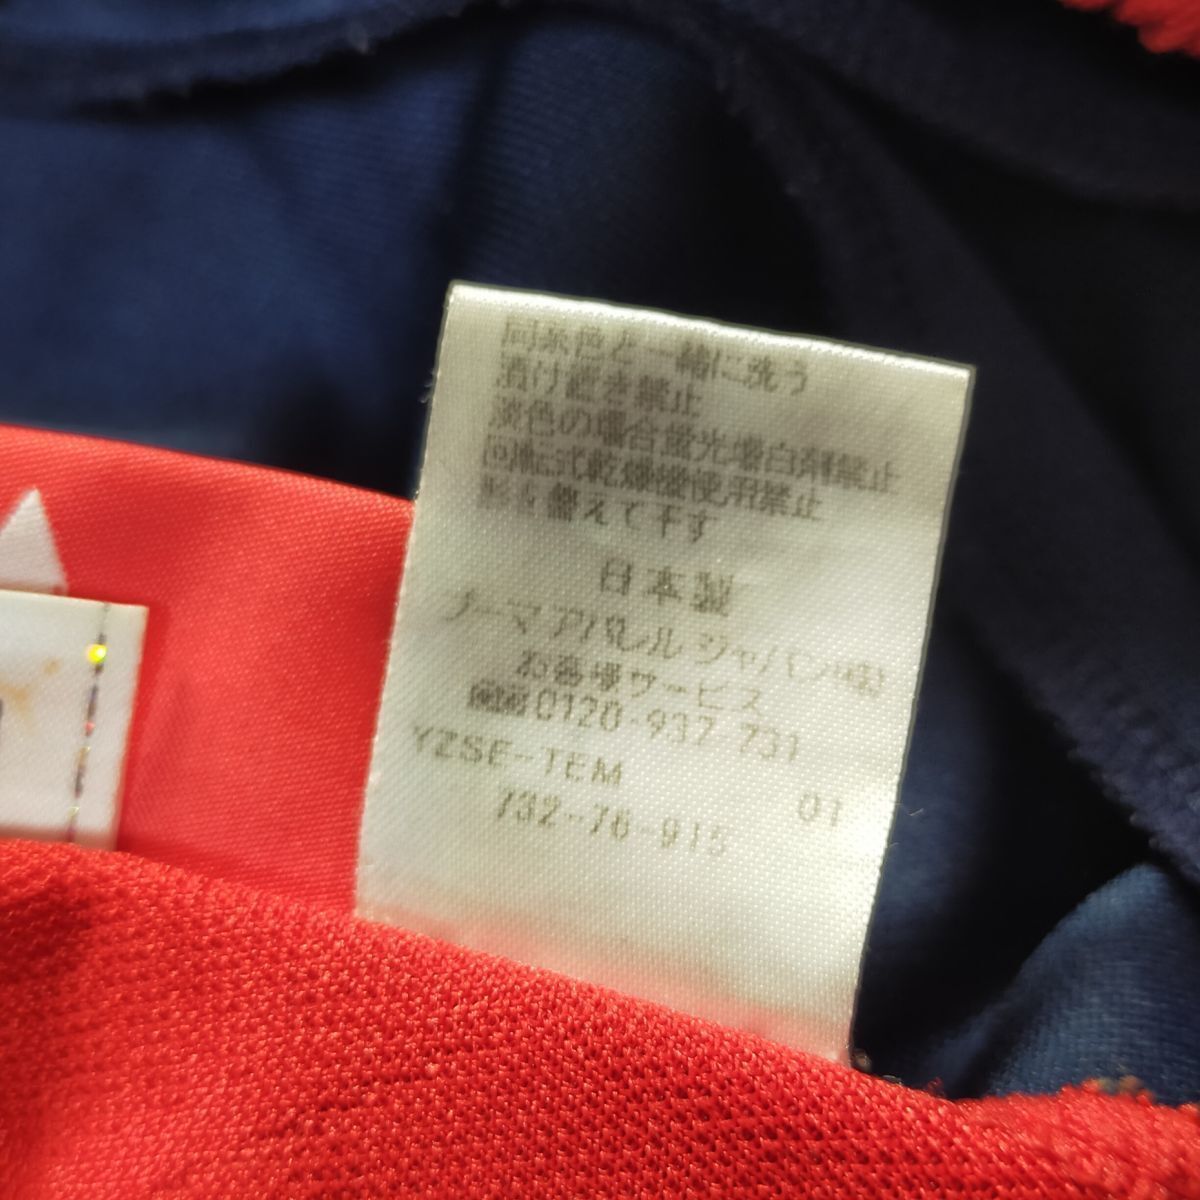 同系色と一緒に洗う
漬け置き禁止
淡色の場合蛍光増白剤禁止
回転式乾燥機使用禁止
形を整えて干す
日本製
ノーマ アパレル ジャパン(株)
お客様サービス
0120-937 731
YZSE-TEM
01
732-76-915